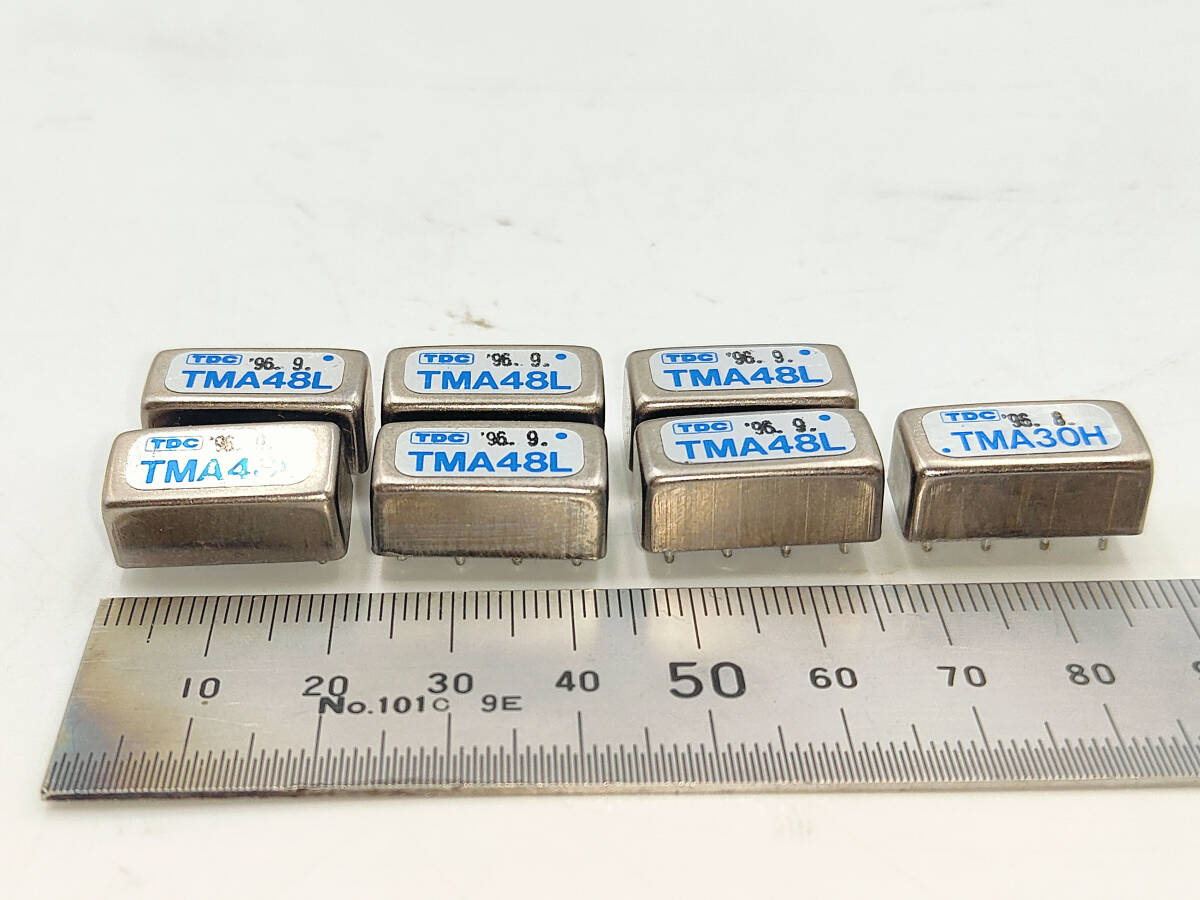 TDC '96. 9.
TMA48L
TDC '96. 9.
TMA48L
TDC '96. 9.
TMA48L
TDC '96.
TDC '96. 9.
TMA48L
TDC '96. 9.
TMA48L
TDC '96. 8.
TMA30H
10 20 30 40 50 60 70 80
No.101C 9E